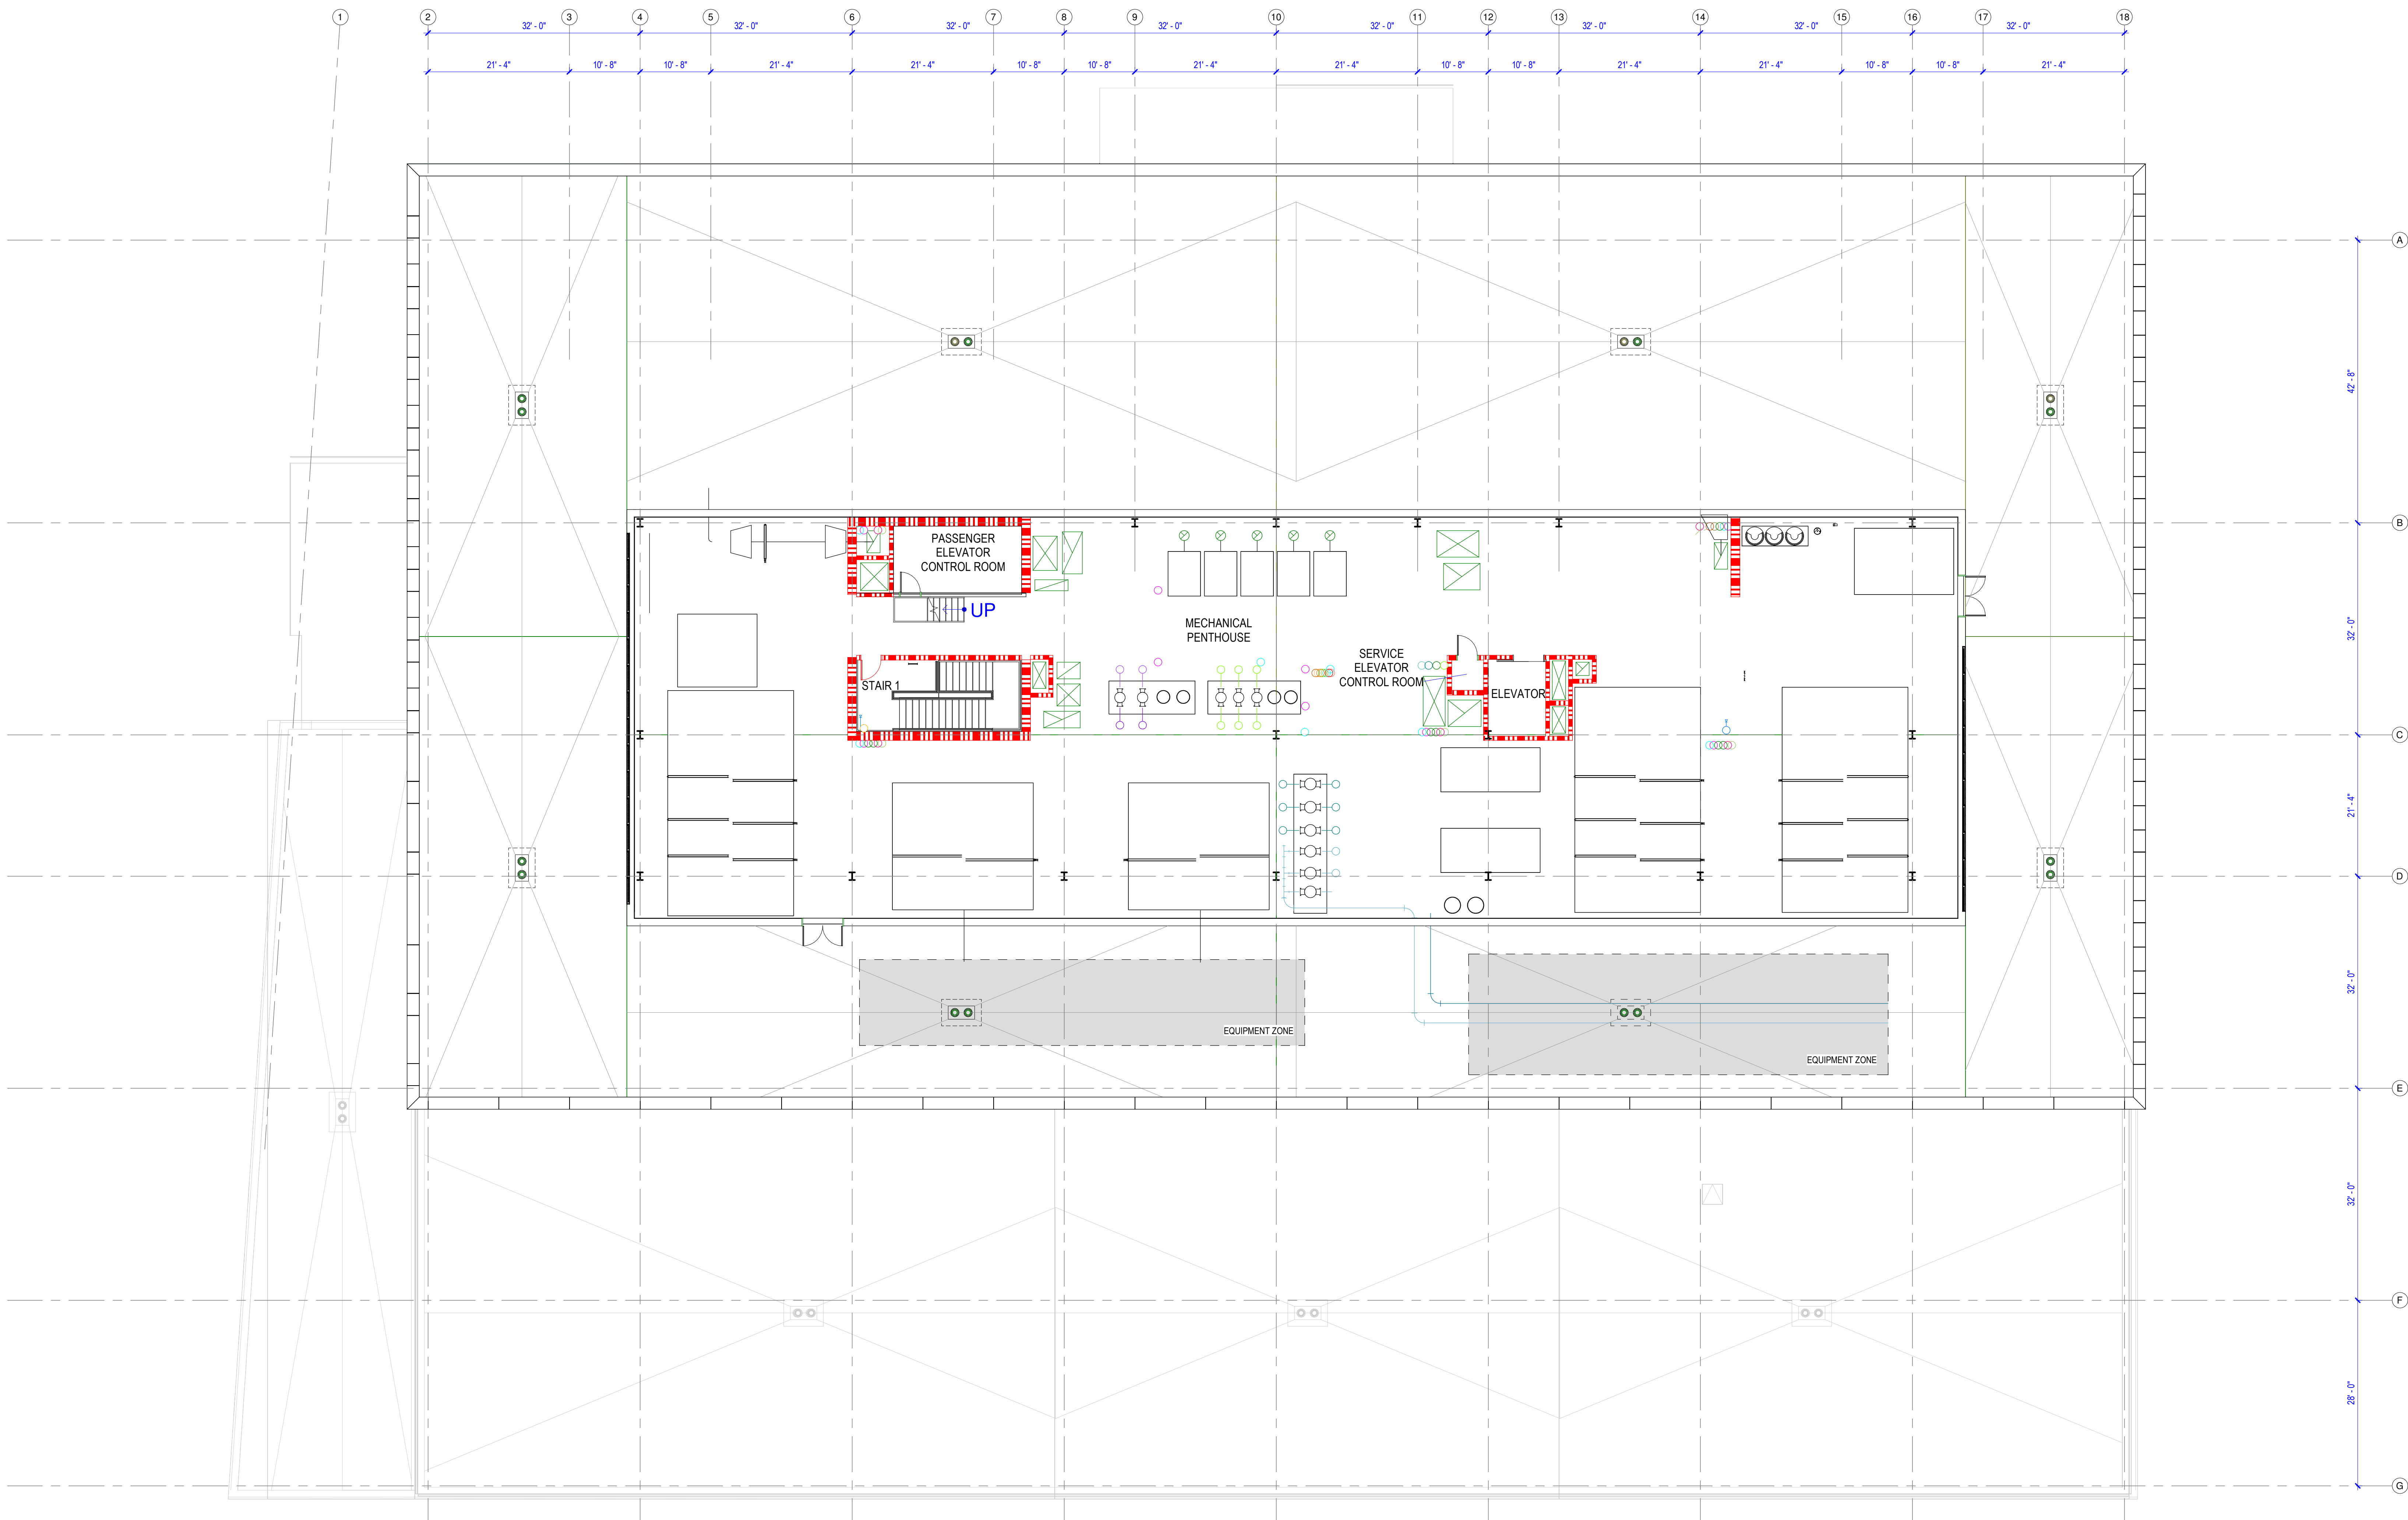 1 2 3 4 5 6 7 8 9 10 11 12 13 14 15 16 17 18
32' - 0" 32' - 0" 32' - 0" 32' - 0" 32' - 0" 32' - 0" 32' - 0" 32' - 0"
21' - 4" 10' - 8" 10' - 8" 21' - 4" 21' - 4" 10' - 8" 10' - 8" 21' - 4" 21' - 4" 10' - 8" 10' - 8" 21' - 4" 21' - 4" 10' - 8" 10' - 8" 21' - 4"
A
42' - 8"
B
PASSENGER
ELEVATOR
CONTROL ROOM
UP
MECHANICAL
PENTHOUSE
32' - 0"
SERVICE
ELEVATOR
CONTROL ROOM
STAIR 1
ELEVATOR
C
21' - 4"
D
32' - 0"
EQUIPMENT ZONE
EQUIPMENT ZONE
E
32' - 0"
F
28' - 0"
G